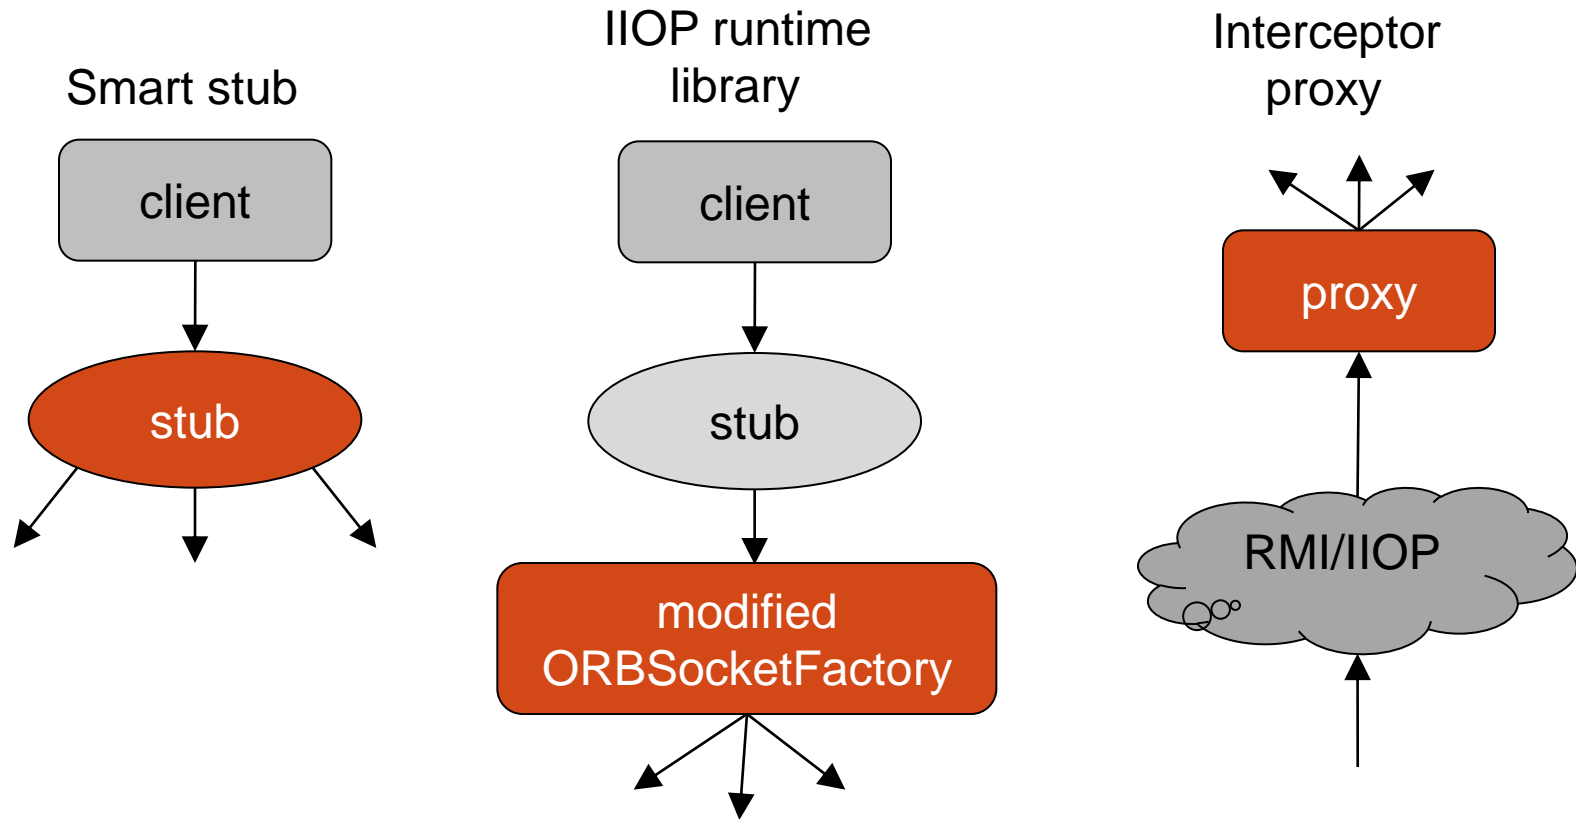 Smart stub
client
stub
IIOP runtime
library
client
stub
modified
ORBSocketFactory
Interceptor
proxy
proxy
RMI/IIOP